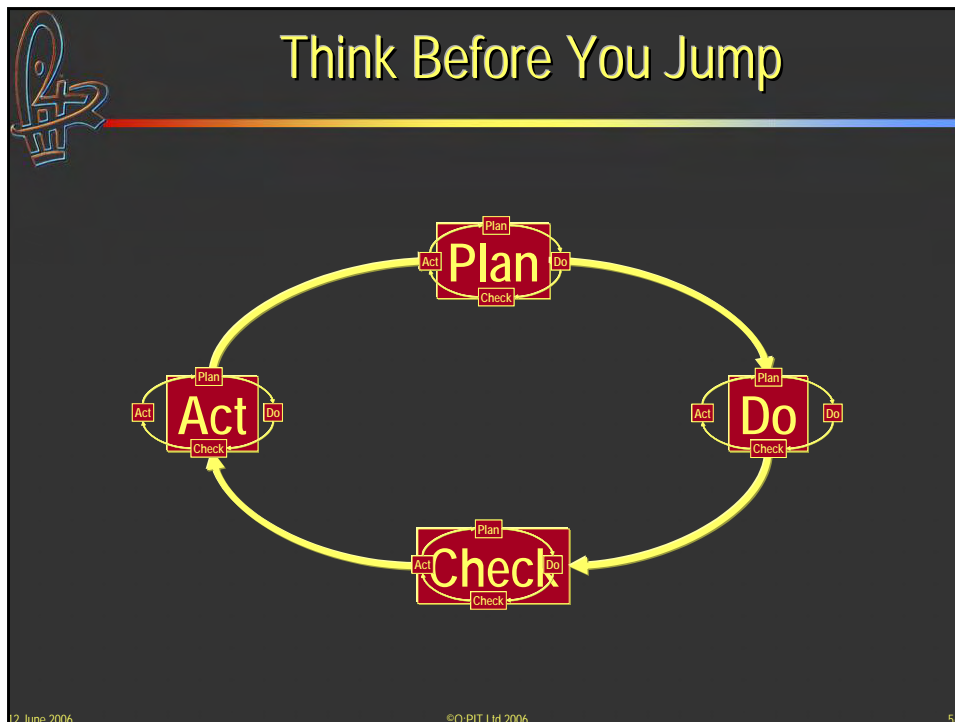 Think Before You Jump
Plan
Act Plan Do
Check
Plan
Act Act Do
Check
Plan
Act Do Do
Check
Plan
Act Check Do
Check
12 June 2006 ©Q:PIT Ltd 2006 5